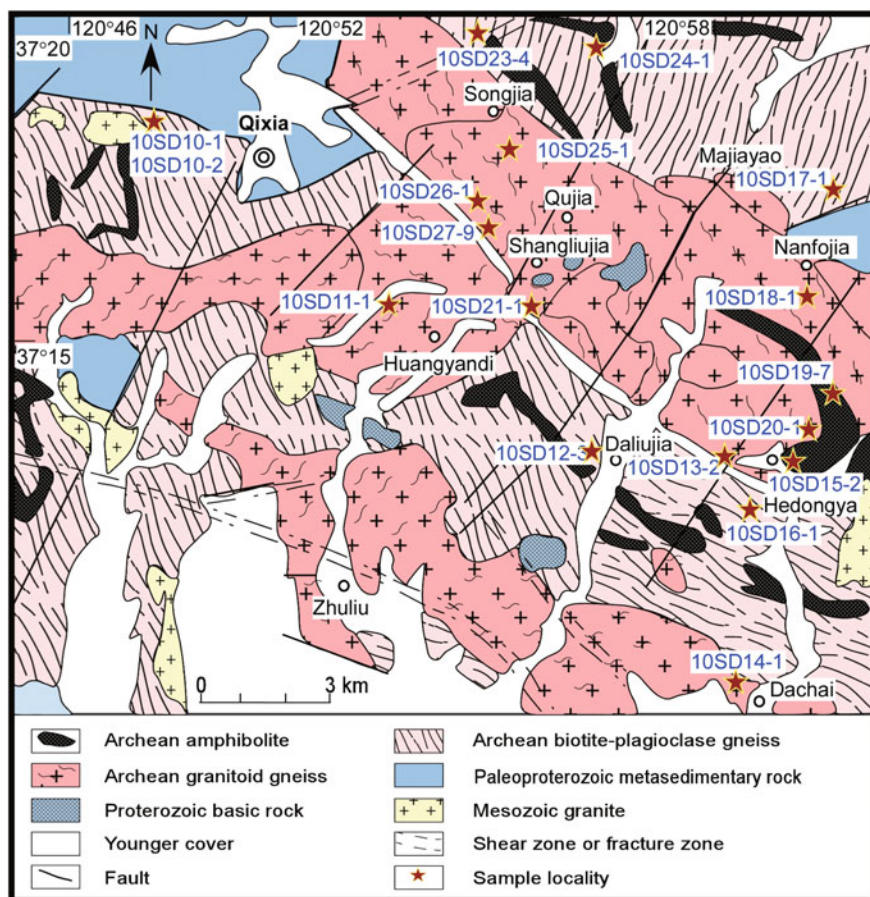 120°46
120°52
120°58
N
37°20
10SD23-4
10SD24-1
Songjia
Qixia
10SD10-1
10SD10-2
10SD25-1
Majiayao
10SD17-1
10SD26-1
Qujia
10SD27-9
Shangliujia
Nanfojia
10SD11-1
10SD21-1
10SD18-1
37°15
Huangyandi
10SD19-7
10SD20-1
10SD12-3
Daliujia
10SD13-2
10SD15-2
Hedongya
10SD16-1
Zhuliu
10SD14-1
Dachai
0 3 km
Archean amphibolite
Archean biotite-plagioclase gneiss
Archean granitoid gneiss
Paleoproterozoic metasedimentary rock
Proterozoic basic rock
Mesozoic granite
Younger cover
Shear zone or fracture zone
Fault
Sample locality